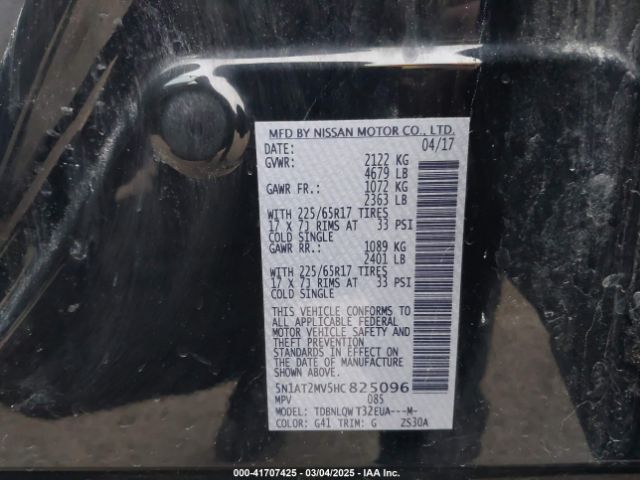 MFD BY NISSAN MOTOR CO., LTD.
DATE: 04/17
GVWR: 2122 KG
4679 LB
GAWR FR.: 1072 KG
2363 LB
WITH 225/65R17 TIRES
17 X 7J RIMS AT 33 PSI
COLD SINGLE
GAWR RR.: 1089 KG
2401 LB
WITH 225/65R17 TIRES
17 X 7J RIMS AT 33 PSI
COLD SINGLE
THIS VEHICLE CONFORMS TO
ALL APPLICABLE FEDERAL
MOTOR VEHICLE SAFETY AND
THEFT PREVENTION
STANDARDS IN EFFECT ON
THE DATE OF MANUFACTURE
SHOWN ABOVE.
5N1AT2MV5HC 825096
MPV 085
MODEL: TDBNLQW T32EUA---M-
COLOR: G41 TRIM: G ZS30A
000-41707425 - 03/04/2025 - IAA Inc.